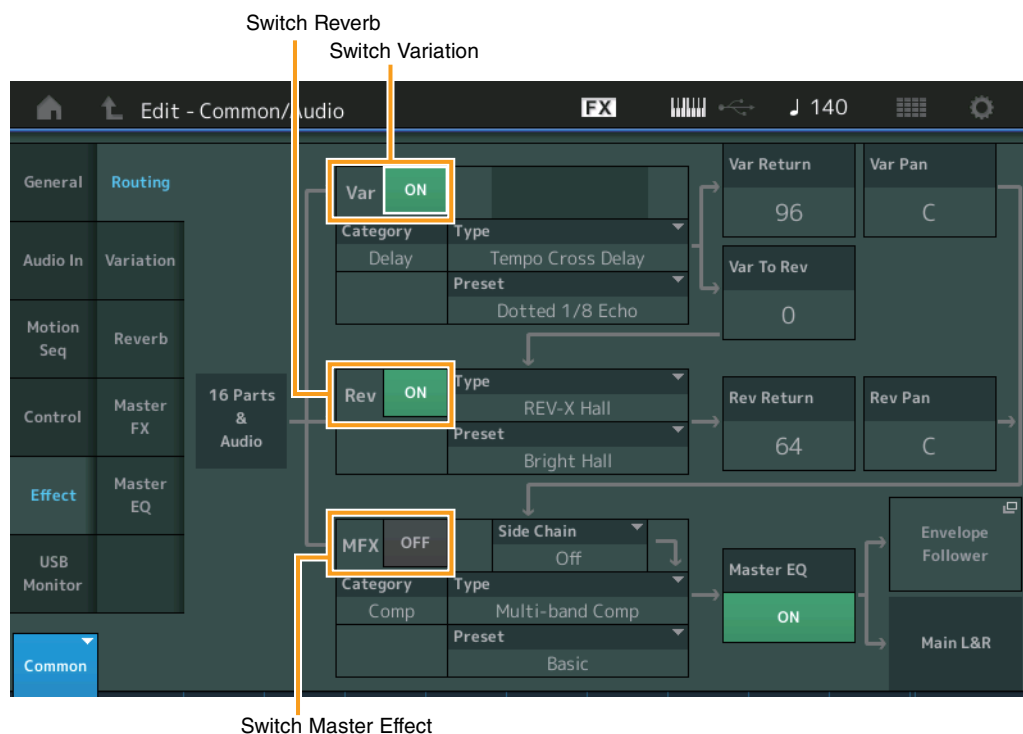 Switch Reverb
Switch Variation
Edit - Common/Audio
FX
140
General
Routing
Var
ON
Var Return
96
Var Pan
C
Category
Type
Audio In
Variation
Delay
Tempo Cross Delay
Var To Rev
0
Preset
Dotted 1/8 Echo
Motion
Seq
Reverb
Rev
ON
Type
REV-X Hall
Rev Return
64
Rev Pan
C
Control
Master
FX
16 Parts
&
Audio
Preset
Bright Hall
Effect
Master
EQ
MFX
OFF
Side Chain
Off
Envelope
Follower
USB
Monitor
Category
Type
Master EQ
ON
Comp
Multi-band Comp
Preset
Basic
Main L&R
Common
Switch Master Effect